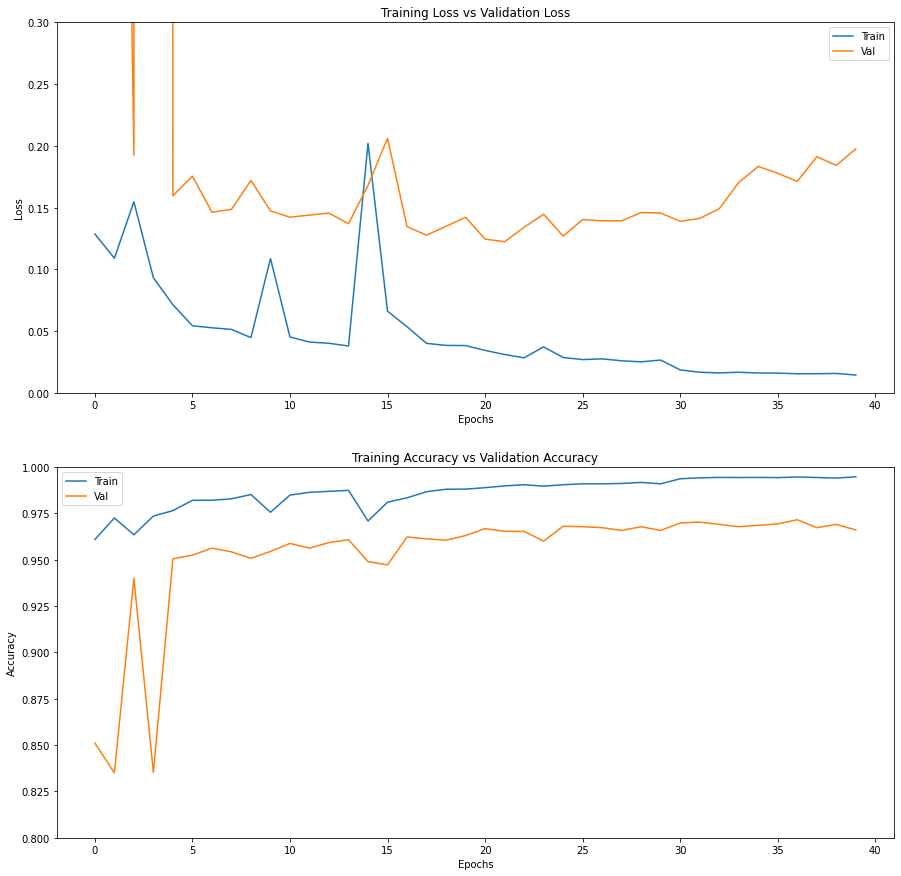 Training Loss vs Validation Loss
0.30
0.25
0.20
0.15
0.10
0.05
0.00
Loss
Train
Val
0 5 10 15 20 25 30 35 40
Epochs
Training Accuracy vs Validation Accuracy
1.000
0.975
0.950
0.925
0.900
0.875
0.850
0.825
0.800
Accuracy
Train
Val
0 5 10 15 20 25 30 35 40
Epochs